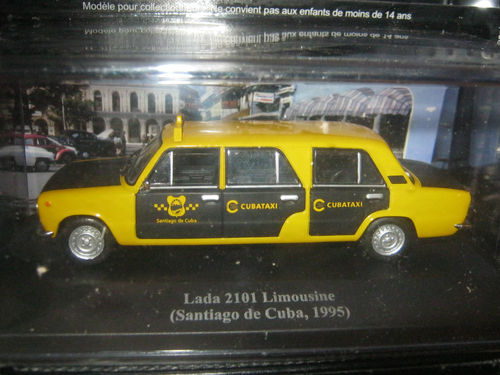 Modèle pour collectionneur. Ne convient pas aux enfants de moins de 14 ans
Santiago de Cuba
CUBATAXI
CUBATAXI
Lada 2101 Limousine
(Santiago de Cuba, 1995)